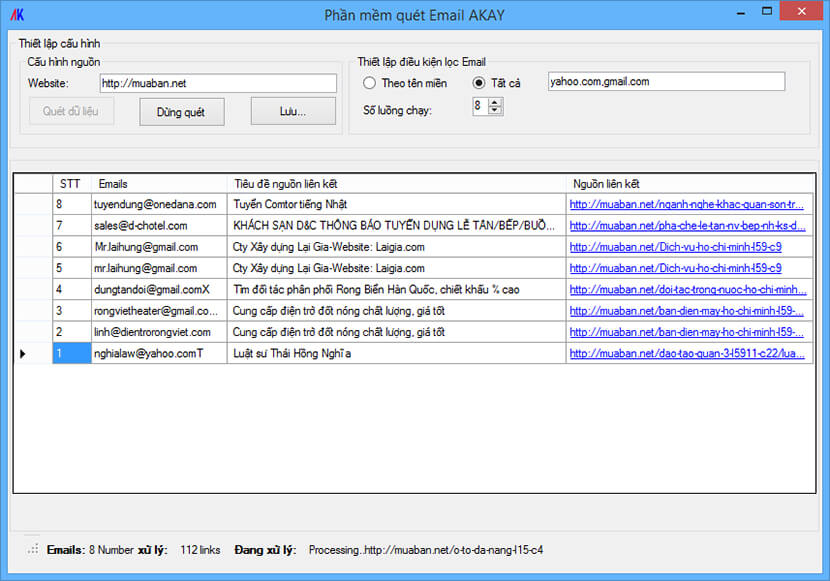 AK Phần mềm quét Email AKAY
Thiết lập cấu hình
Cấu hình nguồn
Website: http://muaban.net
Quét dữ liệu Dừng quét Lưu...
Thiết lập điều kiện lọc Email
Theo tên miền Tất cả yahoo.com,gmail.com
Số luồng chạy: 8
STT Emails Tiêu đề nguồn liên kết Nguồn liên kết
8 tuyendung@onedana.com Tuyển Comtor tiếng Nhật http://muaban.net/nganh-nghe-khac-quan-son-tr...
7 sales@d-chotel.com KHÁCH SẠN D&C THÔNG BÁO TUYỂN DỤNG LỄ TÂN/BẾP/BUỒ... http://muaban.net/pha-che-le-tan-nv-bep-nh-ks-d...
6 Mr.laihung@gmail.com Cty Xây dựng Lại Gia-Website: Laigia.com http://muaban.net/Dich-vu-ho-chi-minh-l59-c9
5 mr.laihung@gmail.com Cty Xây dựng Lại Gia-Website: Laigia.com http://muaban.net/Dich-vu-ho-chi-minh-l59-c9
4 dungtandoi@gmail.comX Tìm đối tác phân phối Rong Biển Hàn Quốc, chiết khấu % cao http://muaban.net/doi-tac-trong-nuoc-ho-chi-minh...
3 rongvietheater@gmail.co... Cung cấp điện trở đốt nóng chất lượng, giá tốt http://muaban.net/ban-dien-may-ho-chi-minh-l59-...
2 linh@dientrorongviet.com Cung cấp điện trở đốt nóng chất lượng, giá tốt http://muaban.net/ban-dien-may-ho-chi-minh-l59-...
1 nghialaw@yahoo.comT Luật sư Thái Hồng Nghĩa http://muaban.net/dao-tao-quan-3-l5911-c22/lua...
Emails: 8 Number xử lý: 112 links Đang xử lý: Processing..http://muaban.net/o-to-da-nang-l15-c4